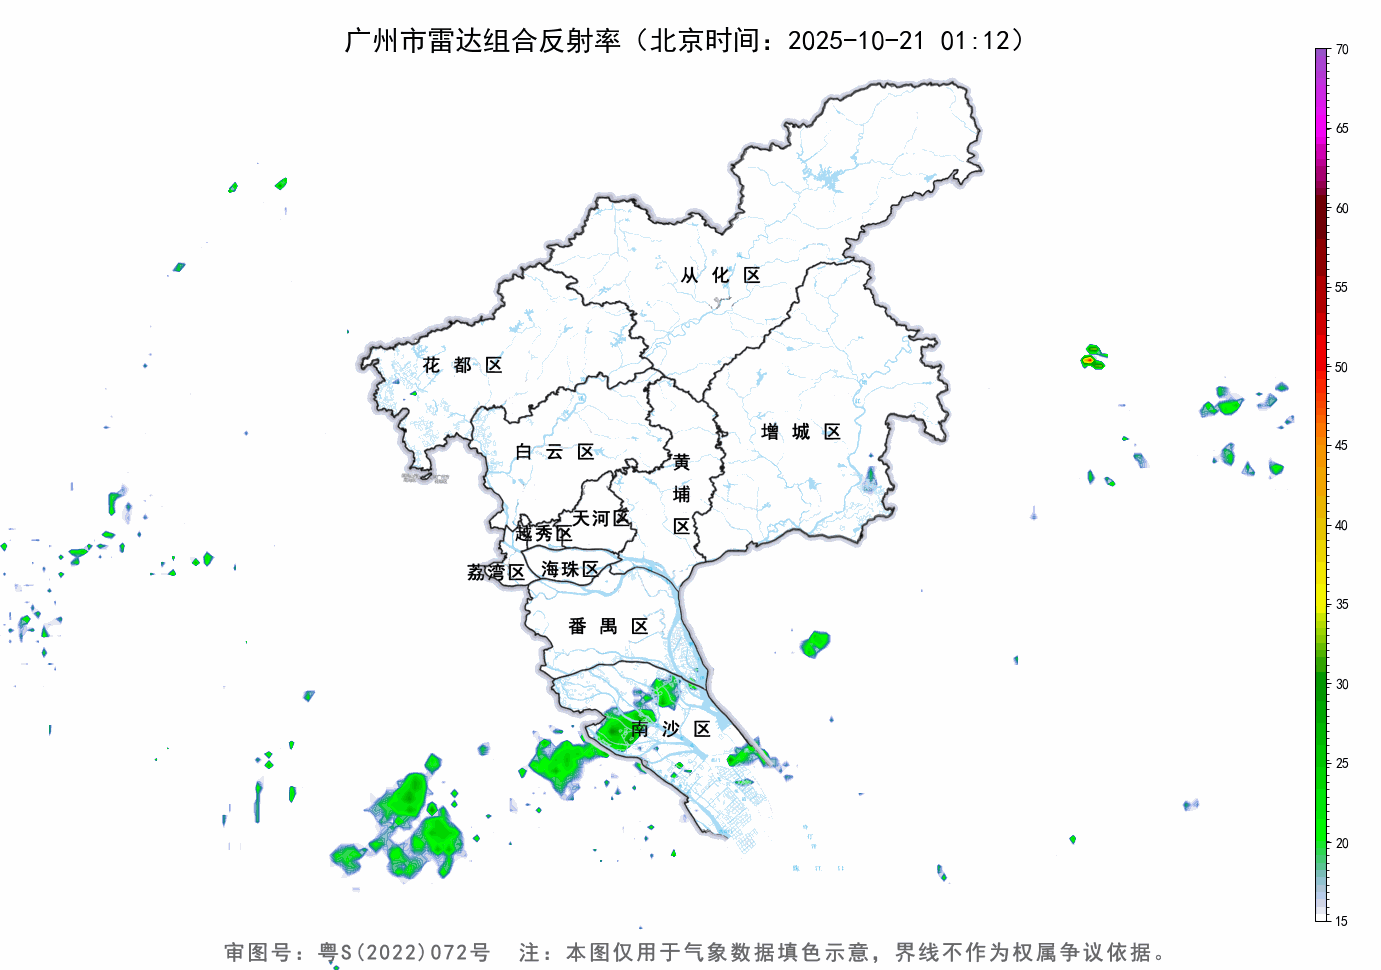 广州市雷达组合反射率（北京时间：2025-10-21 01:12）
70
65
60
55
50
45
40
35
30
25
20
15
从化区
花都区
增城区
白云区
黄埔区
天河区
越秀区
海珠区
荔湾区
番禺区
南沙区
审图号：粤S(2022)072号 注：本图仅用于气象数据填色示意，界线不作为权属争议依据。